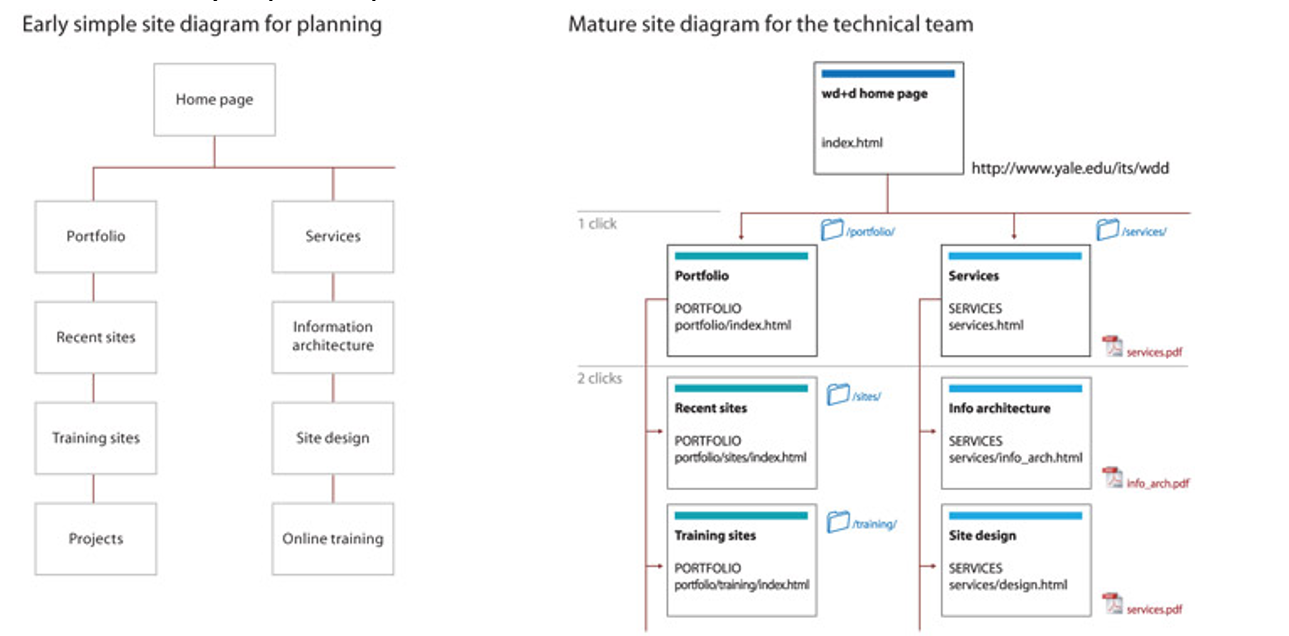 Early simple site diagram for planning
Home page
Portfolio
Services
Recent sites
Information
architecture
Training sites
Site design
Projects
Online training
Mature site diagram for the technical team
wd+d home page
index.html
http://www.yale.edu/its/wdd
1 click
/portfolio/
/services/
Portfolio
PORTFOLIO
portfolio/index.html
Services
SERVICES
services.html
services.pdf
2 clicks
Recent sites
PORTFOLIO
portfolio/sites/index.html
/sites/
Info architecture
SERVICES
services/info_arch.html
info_arch.pdf
Training sites
PORTFOLIO
portfolio/training/index.html
/training/
Site design
SERVICES
services/design.html
services.pdf